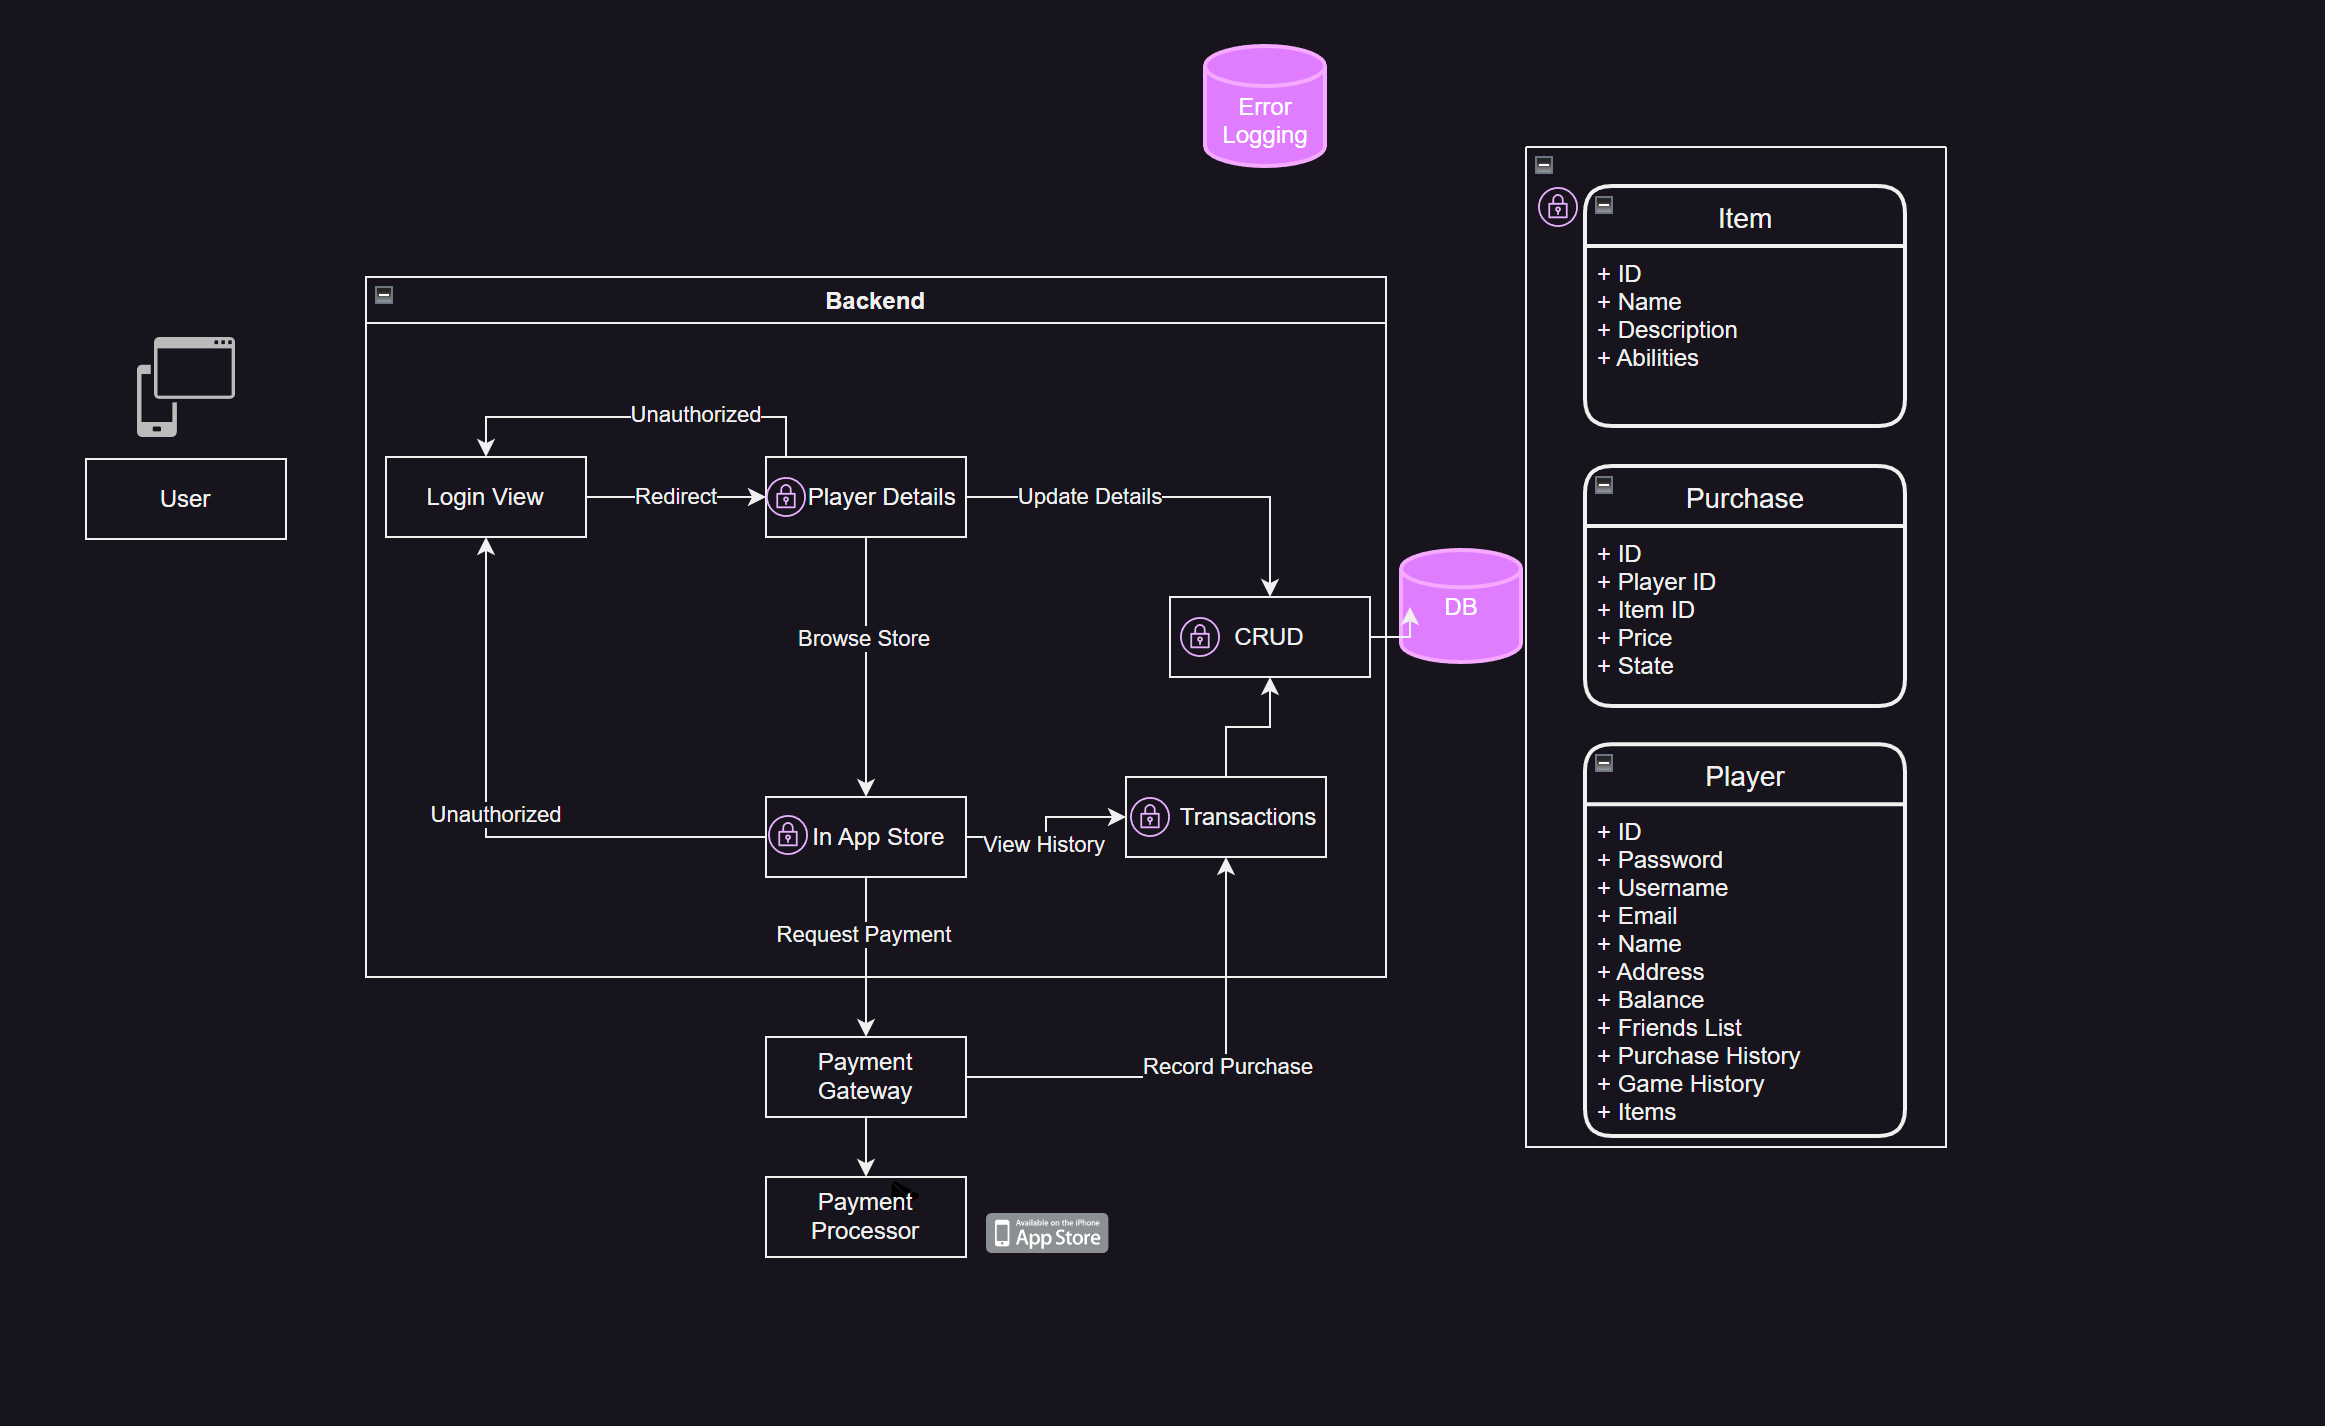 Error
Logging
Item
+ ID
+ Name
+ Description
+ Abilities
Backend
Unauthorized
Login View
Redirect
Player Details
Update Details
User
Purchase
+ ID
+ Player ID
+ Item ID
+ Price
+ State
DB
Browse Store
CRUD
Unauthorized
In App Store
View History
Transactions
Player
+ ID
+ Password
+ Username
+ Email
+ Name
+ Address
+ Balance
+ Friends List
+ Purchase History
+ Game History
+ Items
Request Payment
Payment
Gateway
Record Purchase
Payment
Processor
Available on the iPhone
App Store